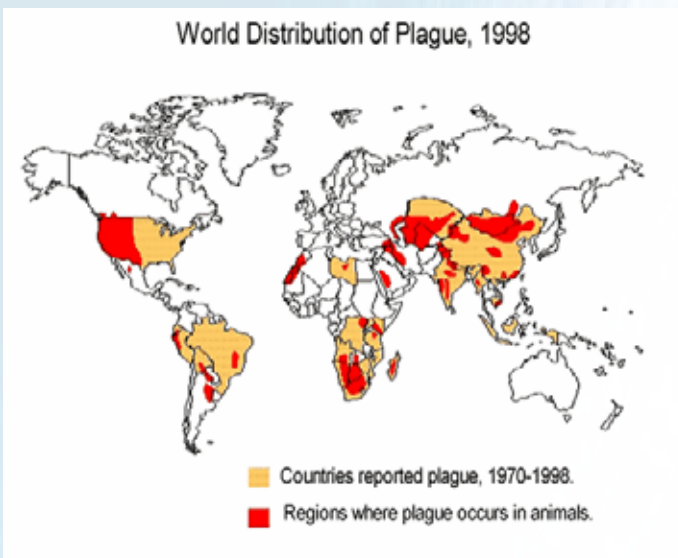 World Distribution of Plague, 1998
Countries reported plague, 1970-1998.
Regions where plague occurs in animals.